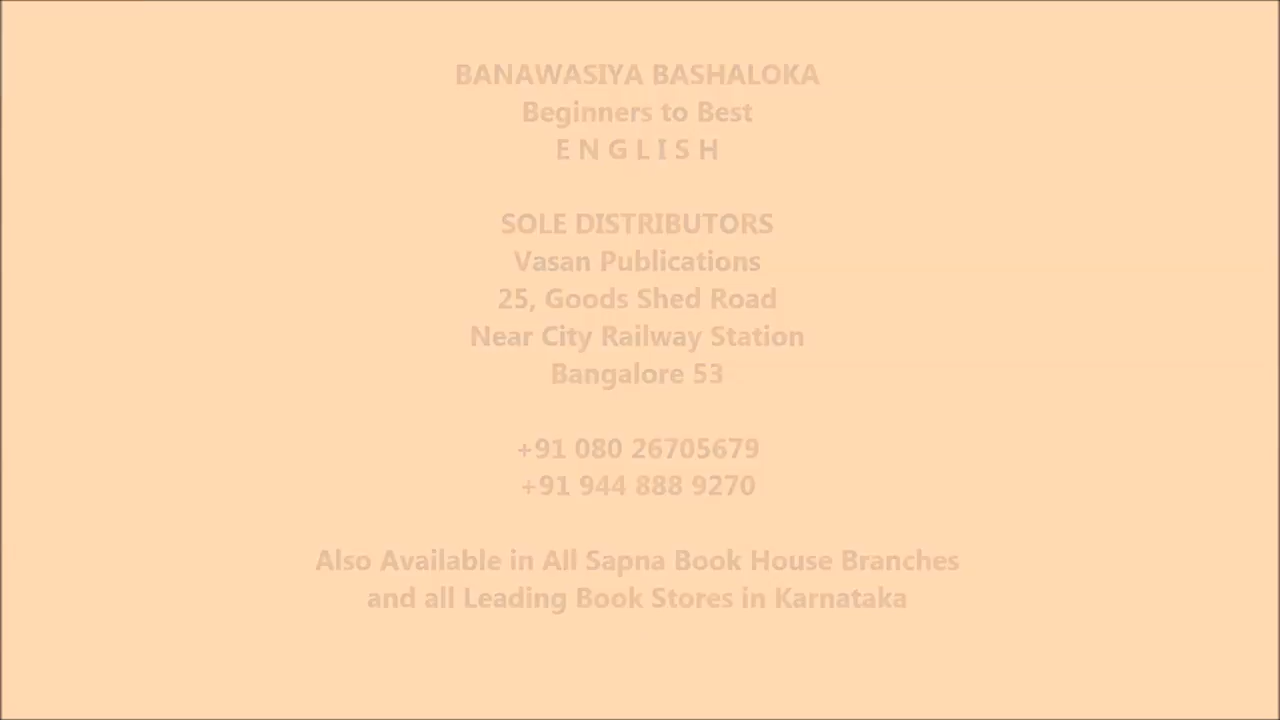 BANAWASIYA BASHALOKA
Beginners to Best
E N G L I S H
SOLE DISTRIBUTORS
Vasan Publications
25, Goods Shed Road
Near City Railway Station
Bangalore 53
+91 080 26705679
+91 944 888 9270
Also Available in All Sapna Book House Branches
and all Leading Book Stores in Karnataka